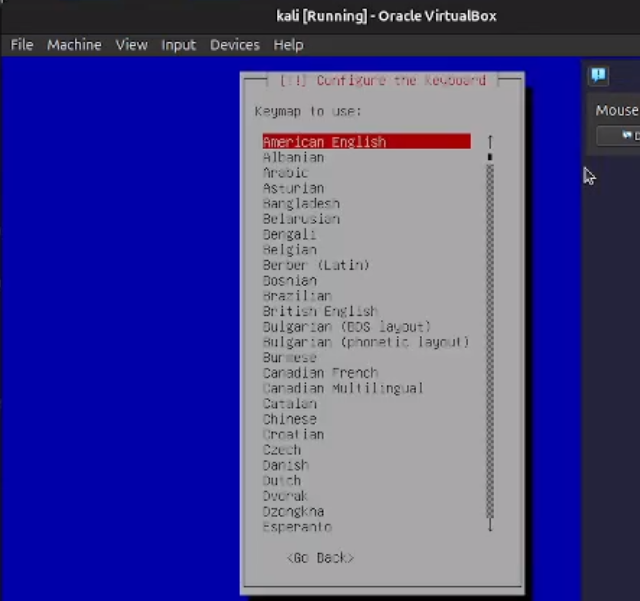 kali [Running] - Oracle VirtualBox
File Machine View Input Devices Help
[!!] Configure the Keyboard
Keymap to use:
American English
Albanian
Arabic
Asturian
Bangladesh
Belarusian
Bengali
Belgian
Berber (Latin)
Bosnian
Brazilian
British English
Bulgarian (BDS layout)
Bulgarian (phonetic layout)
Burmese
Canadian French
Canadian Multilingual
Catalan
Chinese
Croatian
Czech
Danish
Dutch
Dvorak
Dzongkha
Esperanto
<Go Back>
Mouse